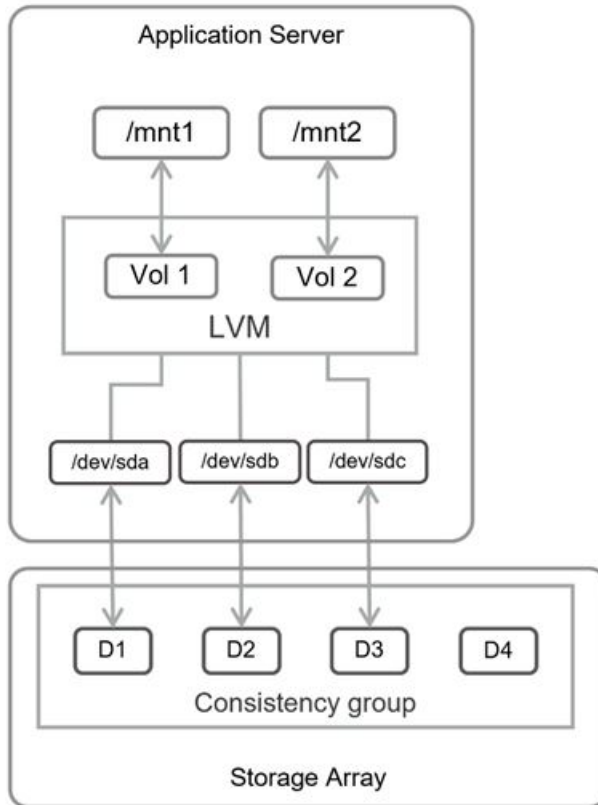 Application Server
/mnt1
/mnt2
Vol 1
Vol 2
LVM
/dev/sda
/dev/sdb
/dev/sdc
D1
D2
D3
D4
Consistency group
Storage Array